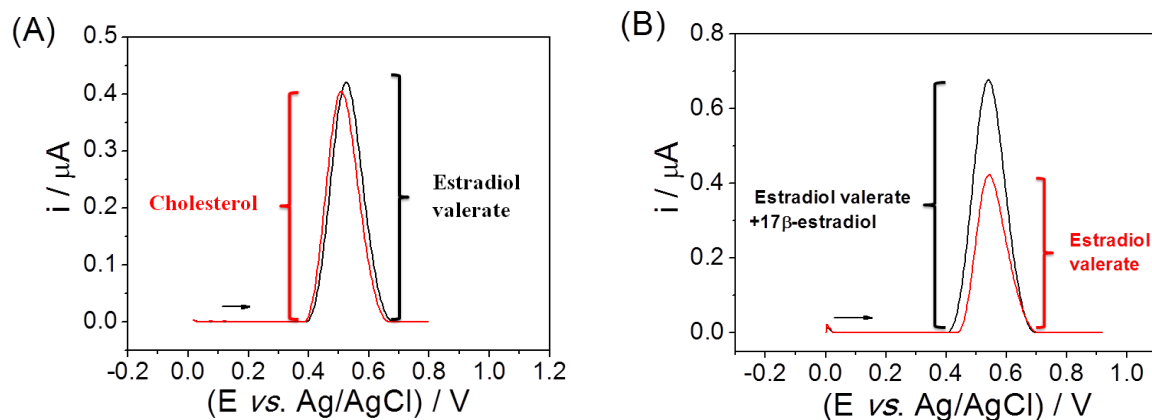 (A)
0.5
0.4
0.3
0.2
0.1
0.0
i / μA
Cholesterol
Estradiol
valerate
-0.2 0.0 0.2 0.4 0.6 0.8 1.0 1.2
(E vs. Ag/AgCl) / V
(B)
0.8
0.6
0.4
0.2
0.0
i / μA
Estradiol valerate
+17β-estradiol
Estradiol
valerate
-0.2 0.0 0.2 0.4 0.6 0.8 1.0
(E vs. Ag/AgCl) / V